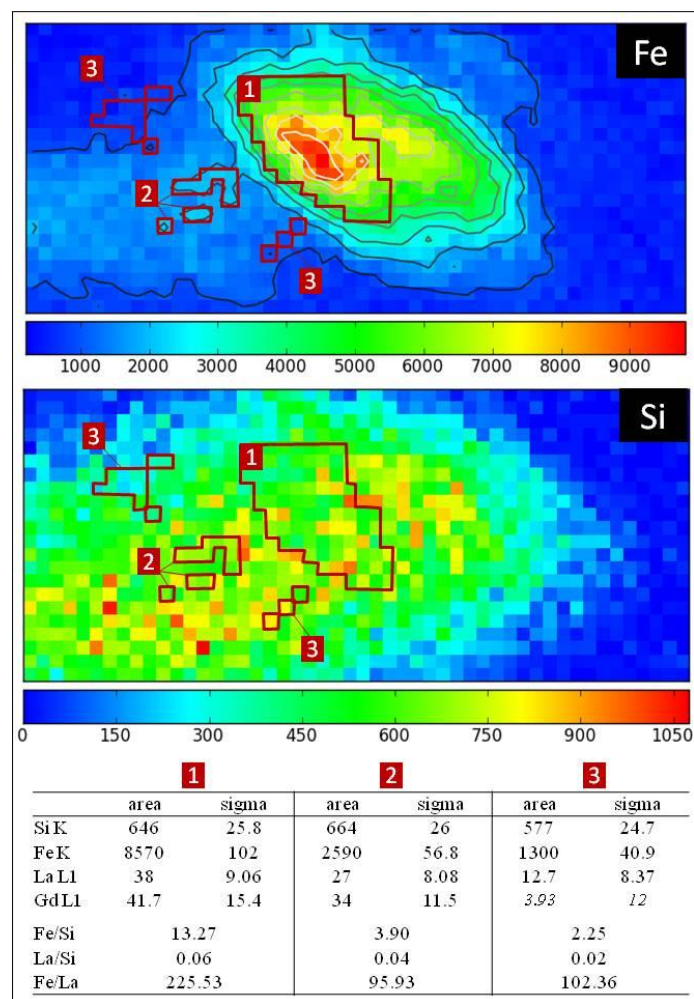 Fe
3
1
2
3
1000 2000 3000 4000 5000 6000 7000 8000 9000
Si
3
1
2
3
0 150 300 450 600 750 900 1050
1 2 3
area sigma area sigma area sigma
Si K 646 25.8 664 26 577 24.7
Fe K 8570 102 2590 56.8 1300 40.9
La L1 38 9.06 27 8.08 12.7 8.37
Gd L1 41.7 15.4 34 11.5 3.93 12
Fe/Si 13.27 3.90 2.25
La/Si 0.06 0.04 0.02
Fe/La 225.53 95.93 102.36